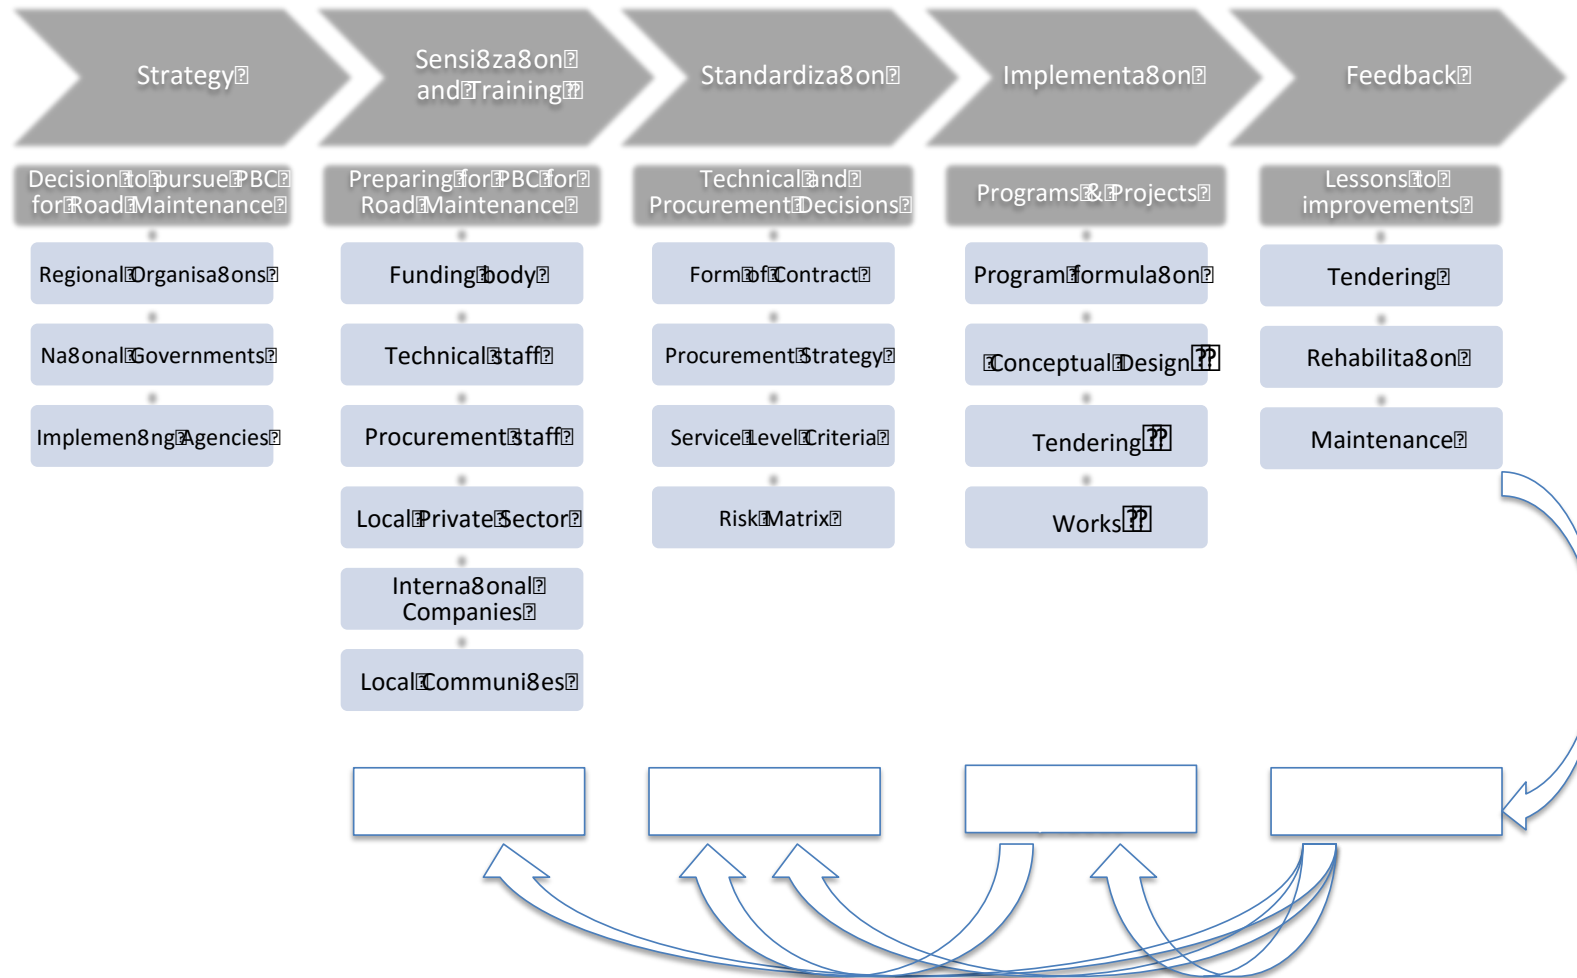 Strategy
Sensi8za8on
and Training
Standardiza8on
Implementa8on
Feedback
Decision to pursue PBC
for Road Maintenance
Preparing for PBC for
Road Maintenance
Technical and
Procurement Decisions
Programs & Projects
Lessons to
improvements
Regional Organisa8ons
Na8onal Governments
Implemen8ng Agencies
Funding body
Technical staff
Procurement staff
Local Private Sector
Interna8onal
Companies
Local Communi8es
Form of Contract
Procurement Strategy
Service Level Criteria
Risk Matrix
Program formula8on
Conceptual Design
Tendering
Works
Tendering
Rehabilita8on
Maintenance